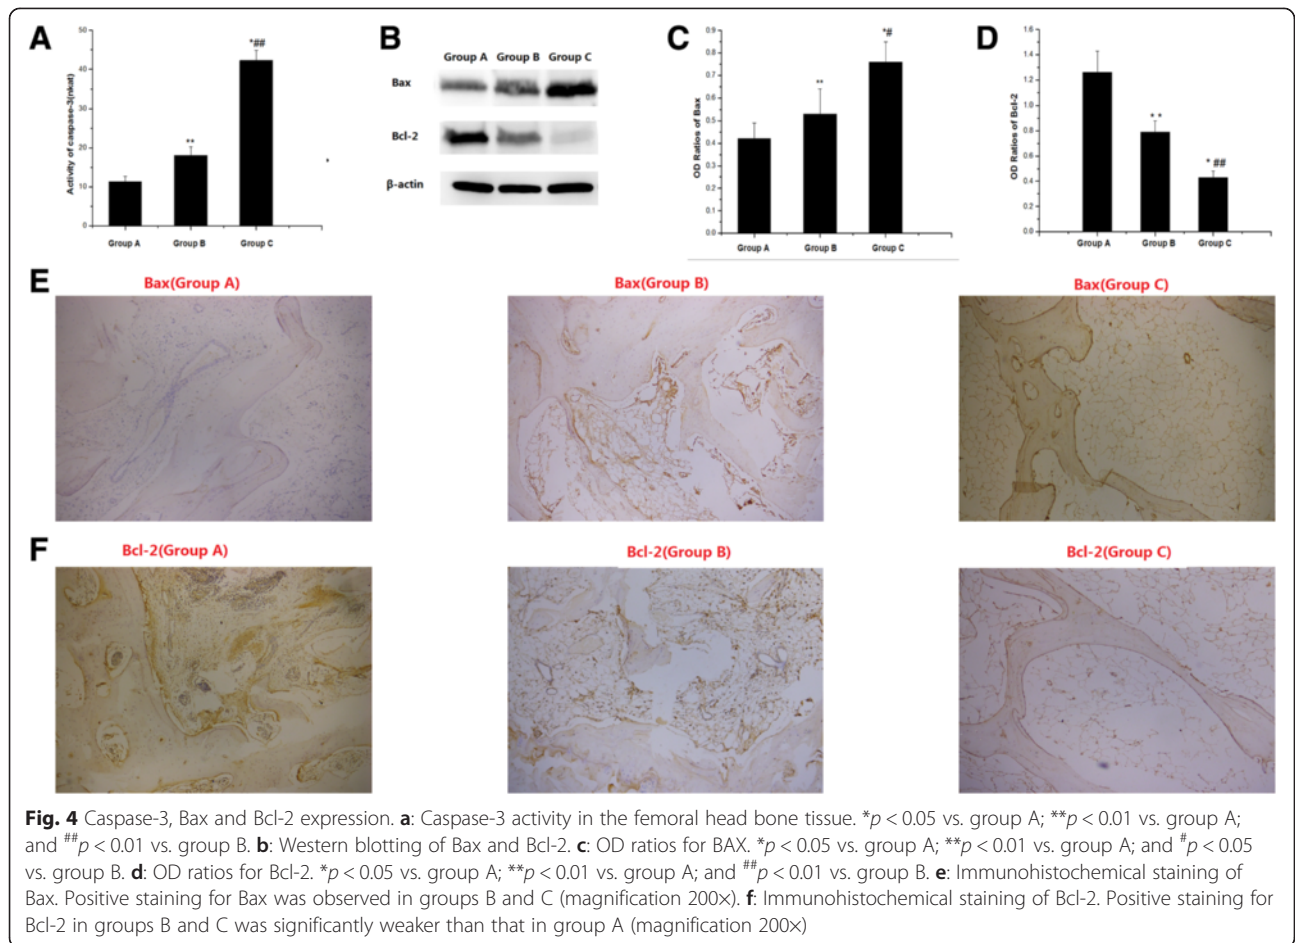 A
Activity of caspase-3(nkat)
50
40
30
20
10
0
**
*##
*
Group A
Group B
Group C
B
Group A Group B Group C
Bax
Bcl-2
β-actin
C
OD Ratios of Bax
0.9
0.8
0.7
0.6
0.5
0.4
0.3
0.2
0.1
0.0
**
*#
Group A
Group B
Group C
D
OD Ratios of Bcl-2
1.6
1.4
1.2
1.0
0.8
0.6
0.4
0.2
0.0
* *
* ##
Group A
Group B
Group C
E
Bax(Group A)
Bax(Group B)
Bax(Group C)
F
Bcl-2(Group A)
Bcl-2(Group B)
Bcl-2(Group C)
Fig. 4 Caspase-3, Bax and Bcl-2 expression. a: Caspase-3 activity in the femoral head bone tissue. *p < 0.05 vs. group A; **p < 0.01 vs. group A;
and ##p < 0.01 vs. group B. b: Western blotting of Bax and Bcl-2. c: OD ratios for BAX. *p < 0.05 vs. group A; **p < 0.01 vs. group A; and #p < 0.05
vs. group B. d: OD ratios for Bcl-2. *p < 0.05 vs. group A; **p < 0.01 vs. group A; and ##p < 0.01 vs. group B. e: Immunohistochemical staining of
Bax. Positive staining for Bax was observed in groups B and C (magnification 200×). f: Immunohistochemical staining of Bcl-2. Positive staining for
Bcl-2 in groups B and C was significantly weaker than that in group A (magnification 200×)